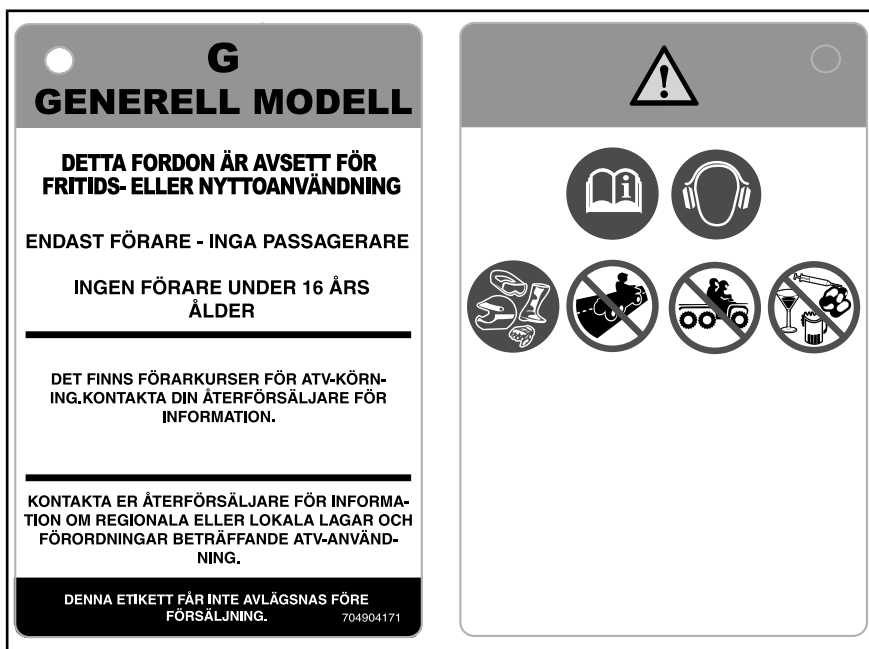 G
GENERELL MODELL
DETTA FORDON ÄR AVSETT FÖR
FRITIDS- ELLER NYTTOANVÄNDNING
ENDAST FÖRARE - INGA PASSAGERARE
INGEN FÖRARE UNDER 16 ÅRS
ÅLDER
DET FINNS FÖRARKURSER FÖR ATV-KÖRN-
ING.KONTAKTA DIN ÅTERFÖRSÄLJARE FÖR
INFORMATION.
KONTAKTA ER ÅTERFÖRSÄLJARE FÖR INFORMA-
TION OM REGIONALA ELLER LOKALA LAGAR OCH
FÖRORDNINGAR BETRÄFFANDE ATV-ANVÄND-
NING.
DENNA ETIKETT FÅR INTE AVLÄGSNAS FÖRE
FÖRSÄLJNING. 704904171